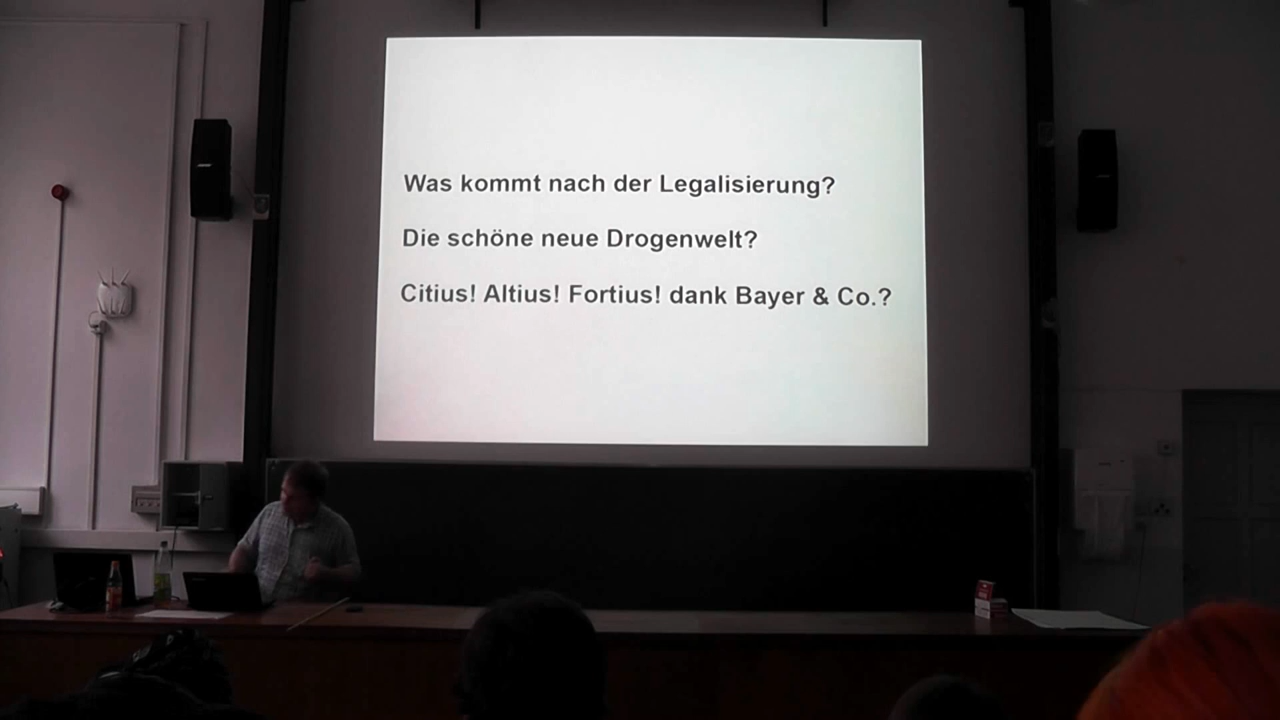 Was kommt nach der Legalisierung?
Die schöne neue Drogenwelt?
Citius! Altius! Fortius! dank Bayer & Co.?